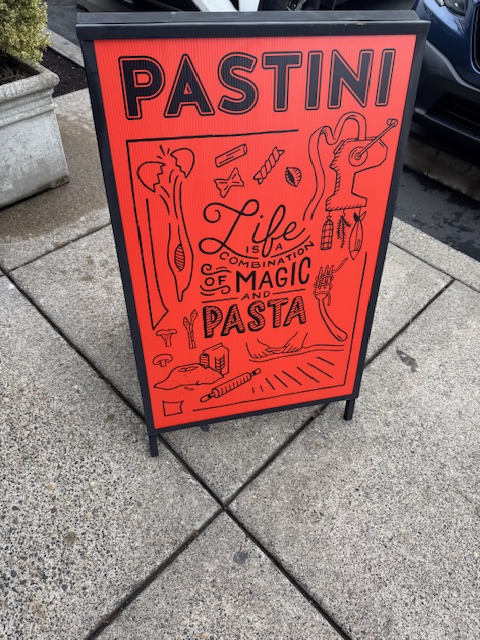 PASTINI
Life
IS A
COMBINATION
OF MAGIC
AND
PASTA